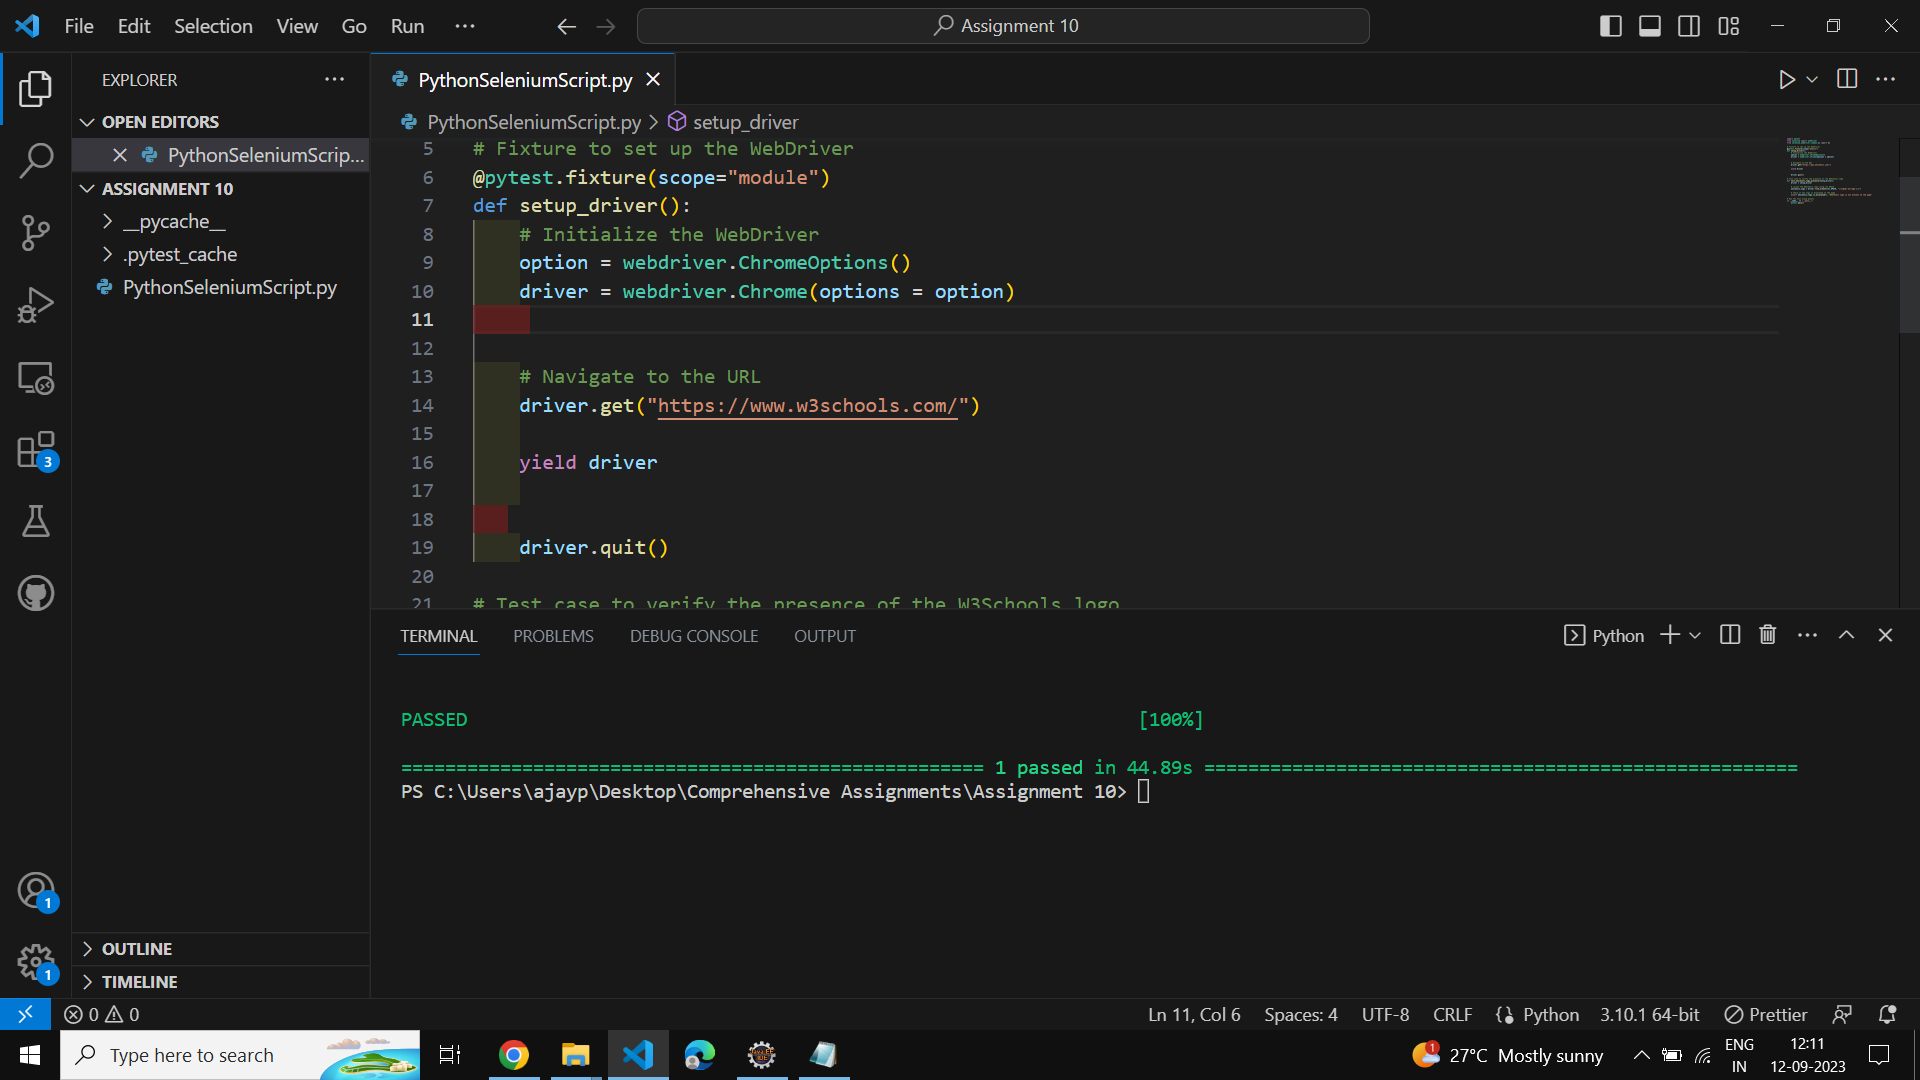 File Edit Selection View Go Run ···
Assignment 10
EXPLORER
OPEN EDITORS
PythonSeleniumScrip...
ASSIGNMENT 10
__pycache__
.pytest_cache
PythonSeleniumScript.py
OUTLINE
TIMELINE
3
1
1
PythonSeleniumScript.py
PythonSeleniumScript.py > setup_driver
5 # Fixture to set up the WebDriver
6 @pytest.fixture(scope="module")
7 def setup_driver():
8 # Initialize the WebDriver
9 option = webdriver.ChromeOptions()
10 driver = webdriver.Chrome(options = option)
11
12
13 # Navigate to the URL
14 driver.get("https://www.w3schools.com/")
15
16 yield driver
17
18
19 driver.quit()
20
21 # Test case to verify the presence of the W3Schools logo
TERMINAL PROBLEMS DEBUG CONSOLE OUTPUT
Python
PASSED [100%]
===================================================== 1 passed in 44.89s ======================================================
PS C:\Users\ajayp\Desktop\Comprehensive Assignments\Assignment 10>
0 0
Ln 11, Col 6 Spaces: 4 UTF-8 CRLF Python 3.10.1 64-bit Prettier
Type here to search
1
27°C Mostly sunny
ENG
IN
12:11
12-09-2023